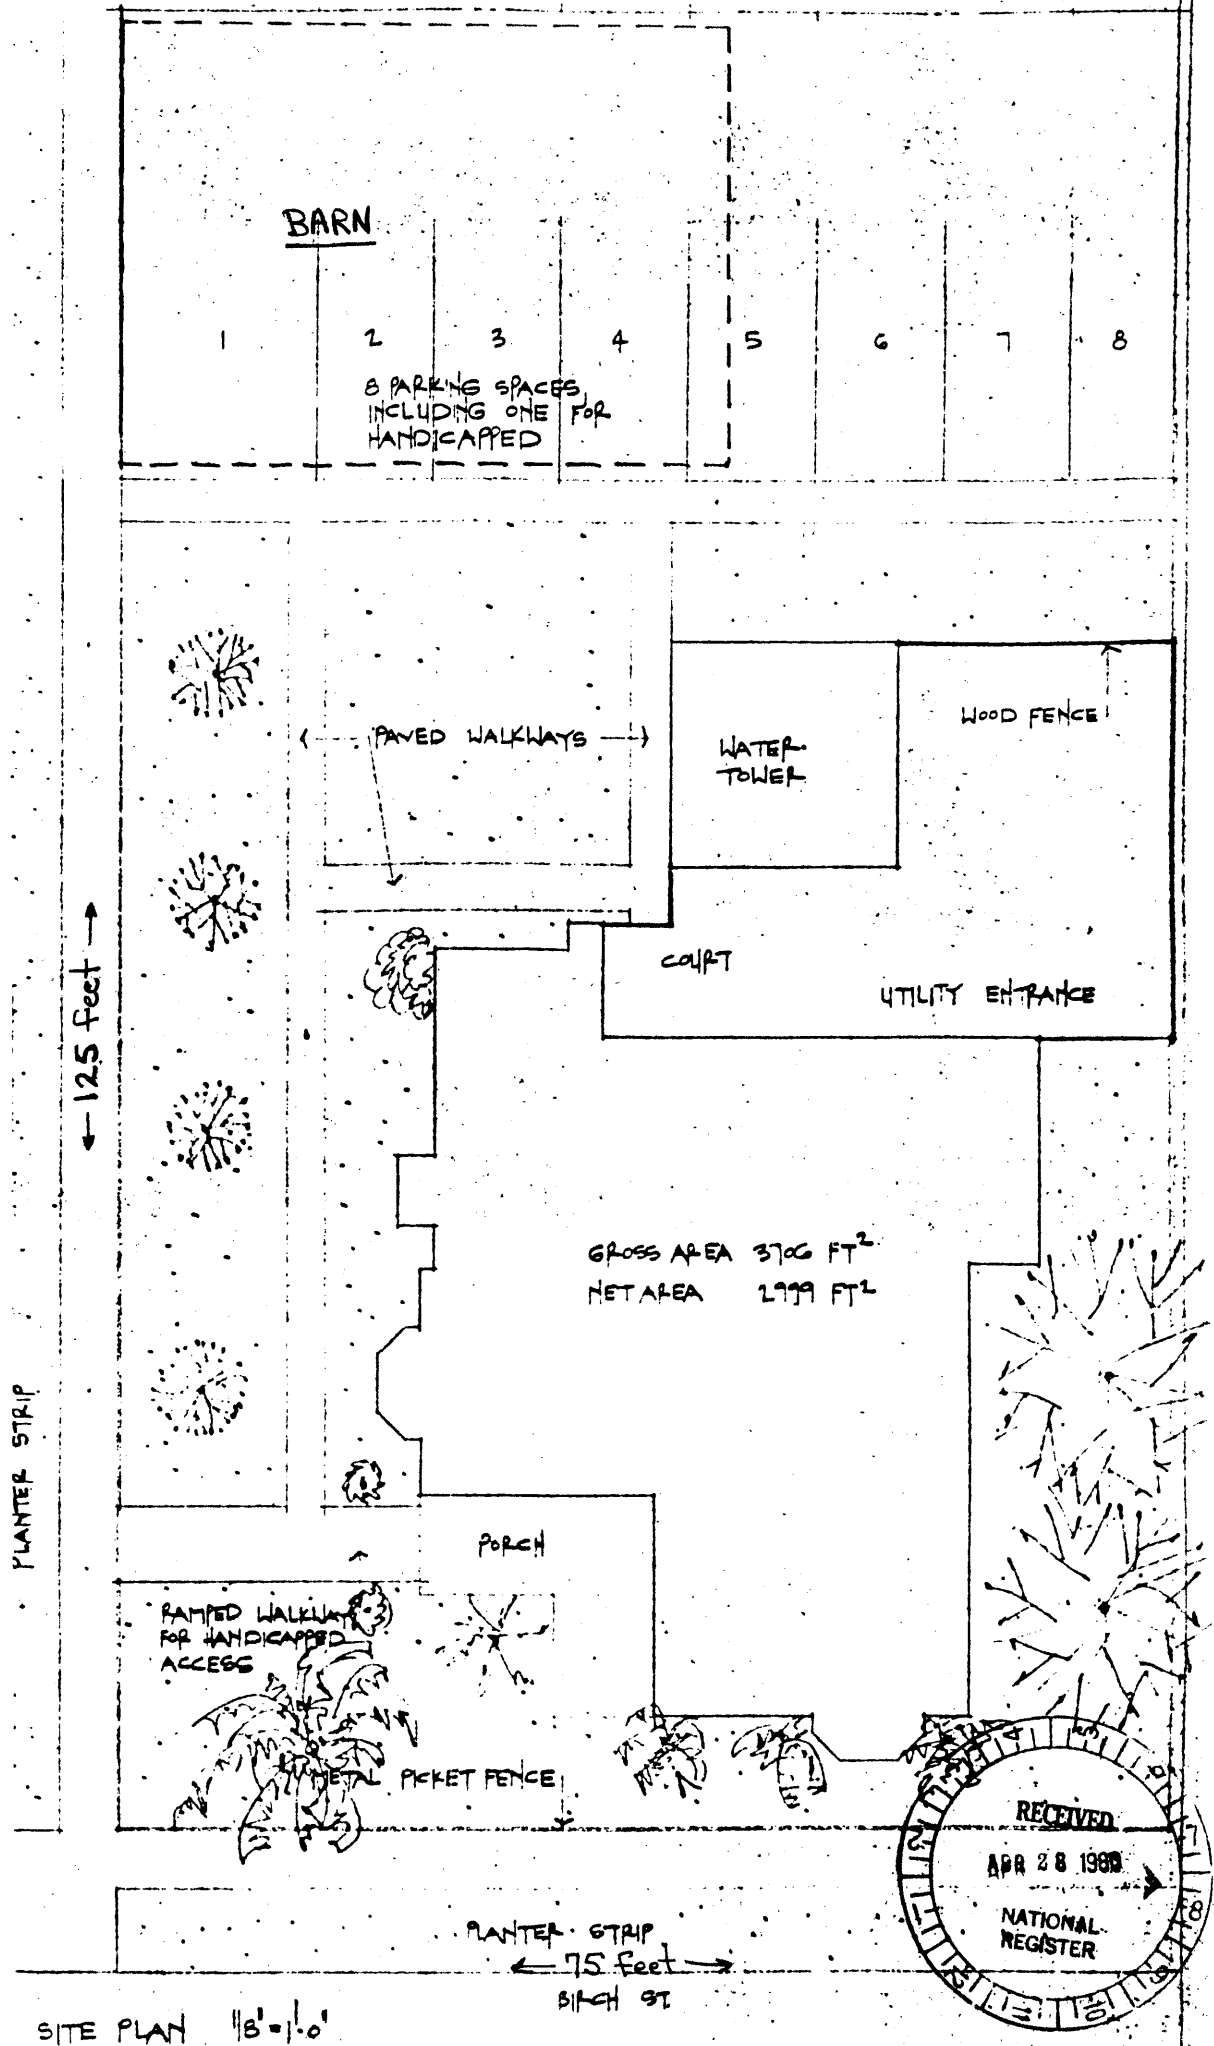 BARN
1 2 3 4 5 6 7 8
8 PARKING SPACES,
INCLUDING ONE FOR
HANDICAPPED
WOOD FENCE
PAVED WALKWAYS
WATER
TOWER
125 feet
COURT
UTILITY ENTRANCE
GROSS AREA 3706 FT²
NET AREA 2999 FT²
PLANTER STRIP
PORCH
RAMPED WALKWAY
FOR HANDICAPPED
ACCESS
METAL PICKET FENCE
RECEIVED
APR 28 1980
NATIONAL
REGISTER
PLANTER STRIP
75 feet
BIRCH ST.
SITE PLAN 1/8"=1'-0"